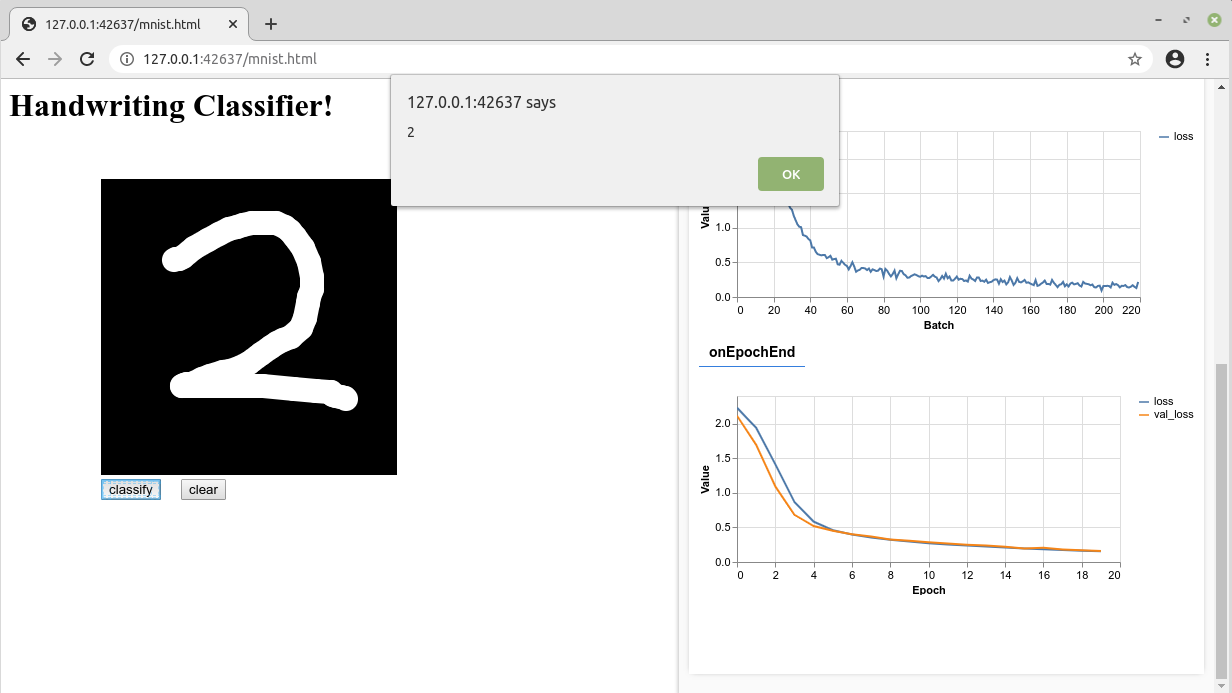 127.0.0.1:42637/mnist.html
127.0.0.1:42637/mnist.html
Handwriting Classifier!
127.0.0.1:42637 says
2
OK
2
classify
clear
loss
Value
1.0
0.5
0.0
0 20 40 60 80 100 120 140 160 180 200 220
Batch
onEpochEnd
loss
val_loss
Value
2.0
1.5
1.0
0.5
0.0
0 2 4 6 8 10 12 14 16 18 20
Epoch